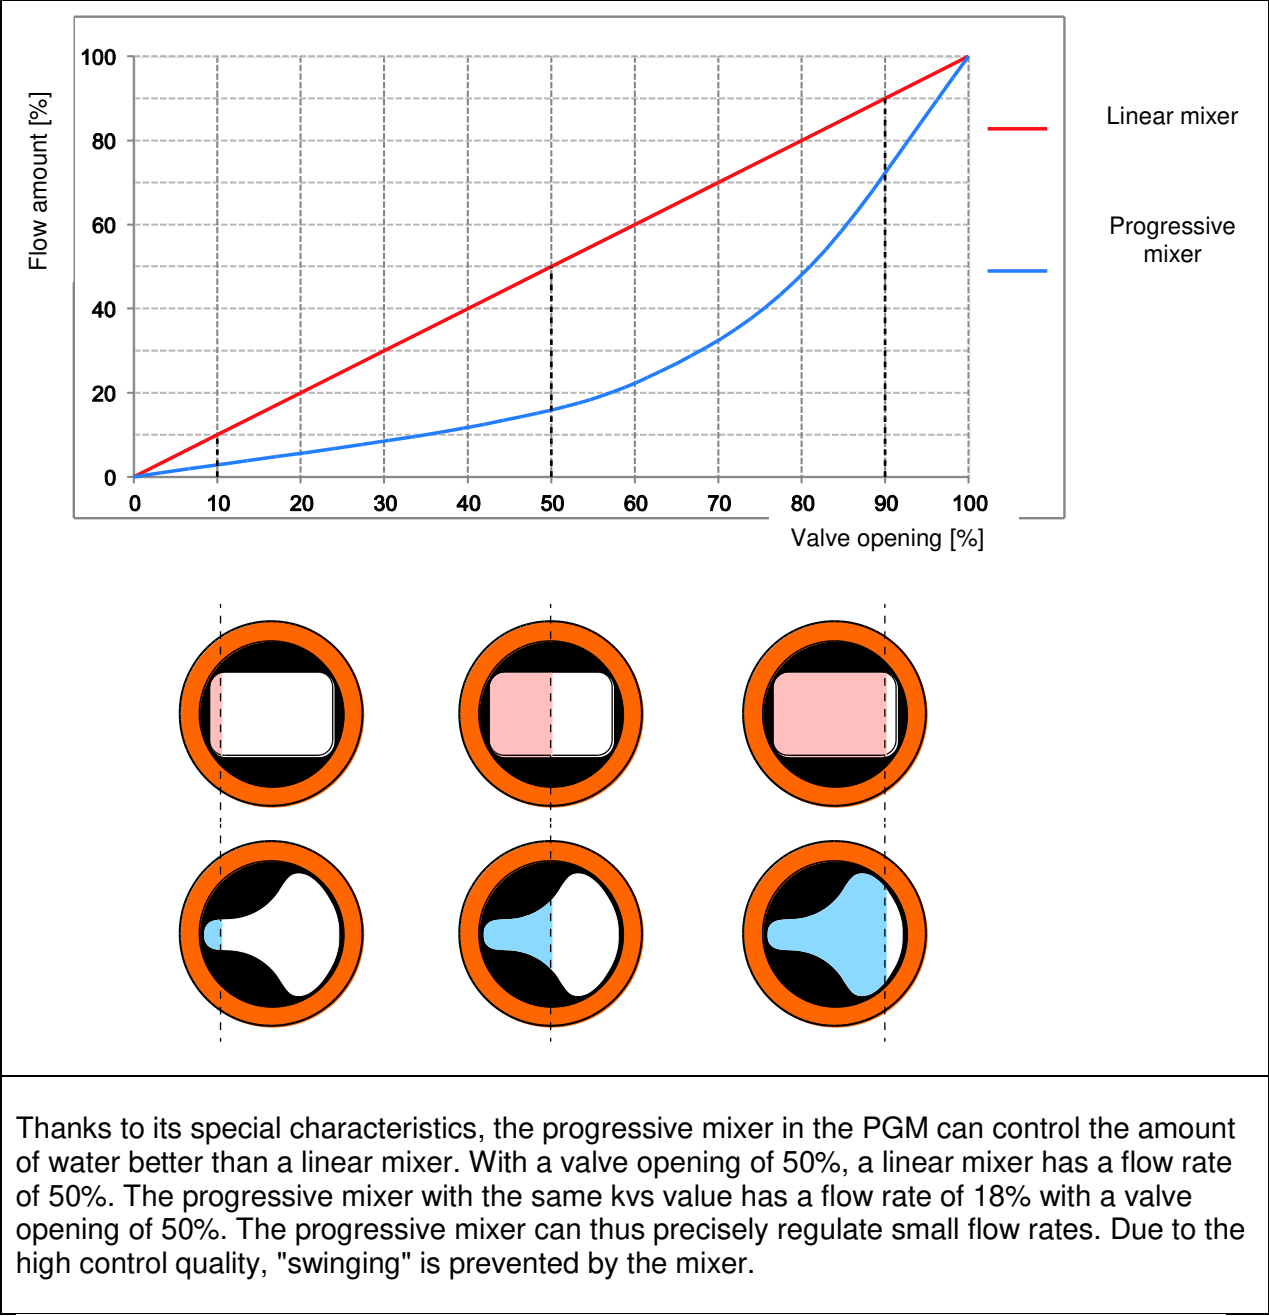 100
80
60
40
20
0
Flow amount [%]
0 10 20 30 40 50 60 70 80 90 100
Valve opening [%]
Linear mixer
Progressive
mixer
Thanks to its special characteristics, the progressive mixer in the PGM can control the amount
of water better than a linear mixer. With a valve opening of 50%, a linear mixer has a flow rate
of 50%. The progressive mixer with the same kvs value has a flow rate of 18% with a valve
opening of 50%. The progressive mixer can thus precisely regulate small flow rates. Due to the
high control quality, "swinging" is prevented by the mixer.